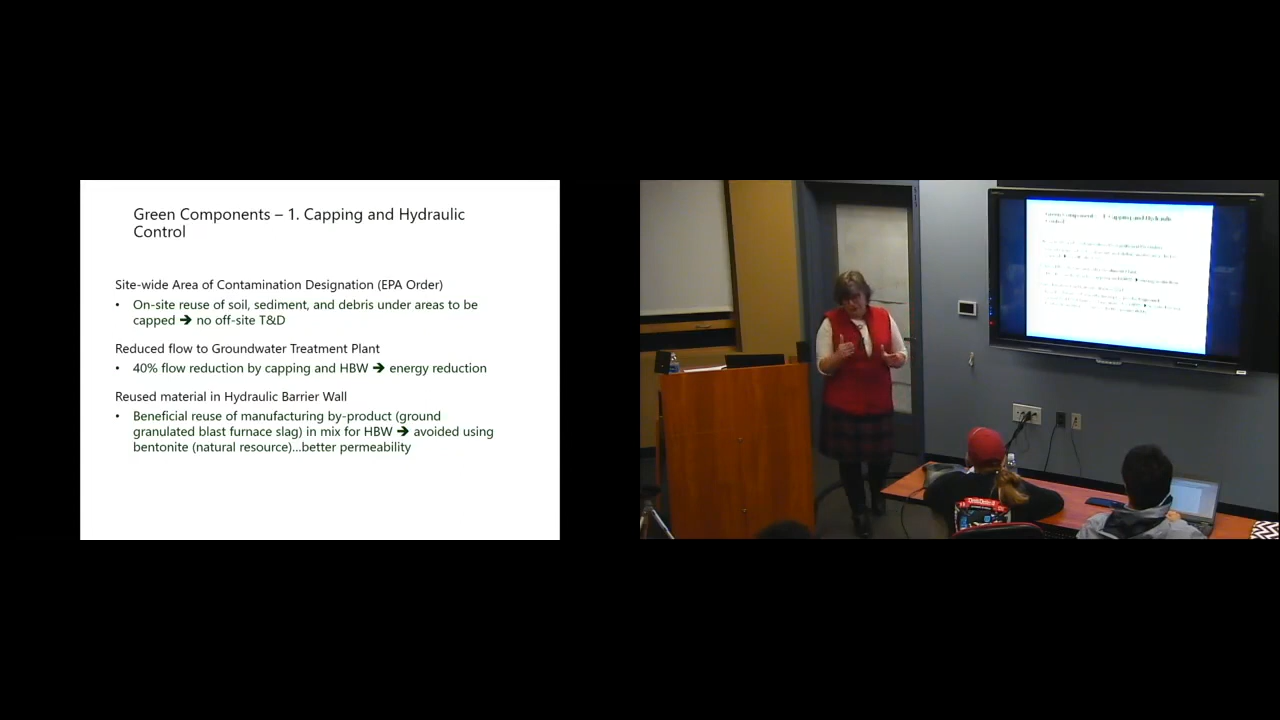 Green Components – 1. Capping and Hydraulic
Control
Site-wide Area of Contamination Designation (EPA Order)
• On-site reuse of soil, sediment, and debris under areas to be
capped ➔ no off-site T&D
Reduced flow to Groundwater Treatment Plant
• 40% flow reduction by capping and HBW ➔ energy reduction
Reused material in Hydraulic Barrier Wall
• Beneficial reuse of manufacturing by-product (ground
granulated blast furnace slag) in mix for HBW ➔ avoided using
bentonite (natural resource)...better permeability